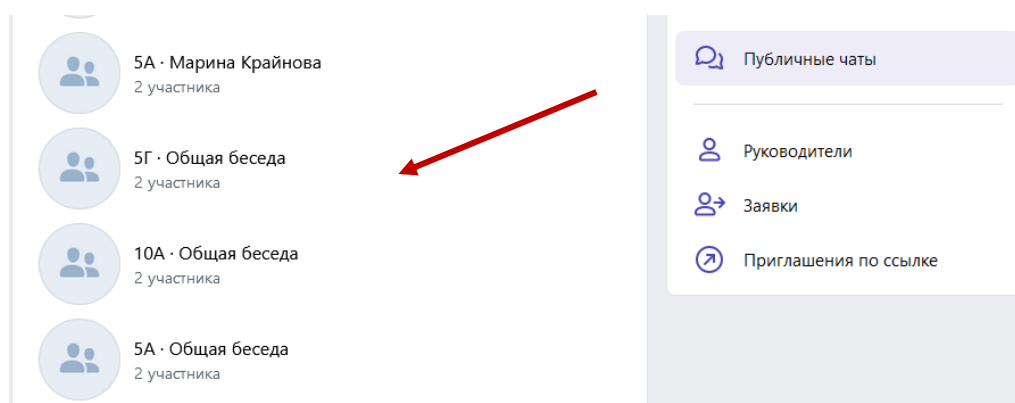 5А · Марина Крайнова
2 участника
5Г · Общая беседа
2 участника
10А · Общая беседа
2 участника
5А · Общая беседа
2 участника
Публичные чаты
Руководители
Заявки
Приглашения по ссылке